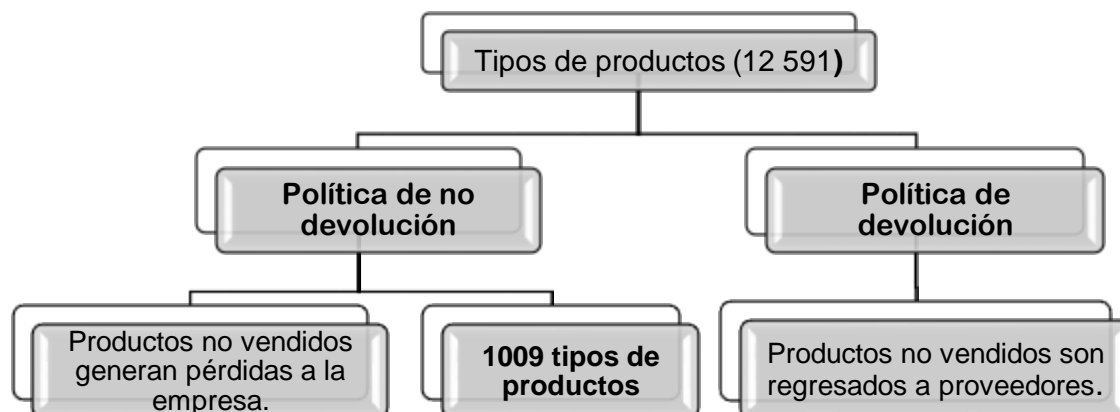 Tipos de productos (12 591)
Política de no
devolución
Política de
devolución
Productos no vendidos
generan pérdidas a la
empresa.
1009 tipos de
productos
Productos no vendidos son
regresados a proveedores.